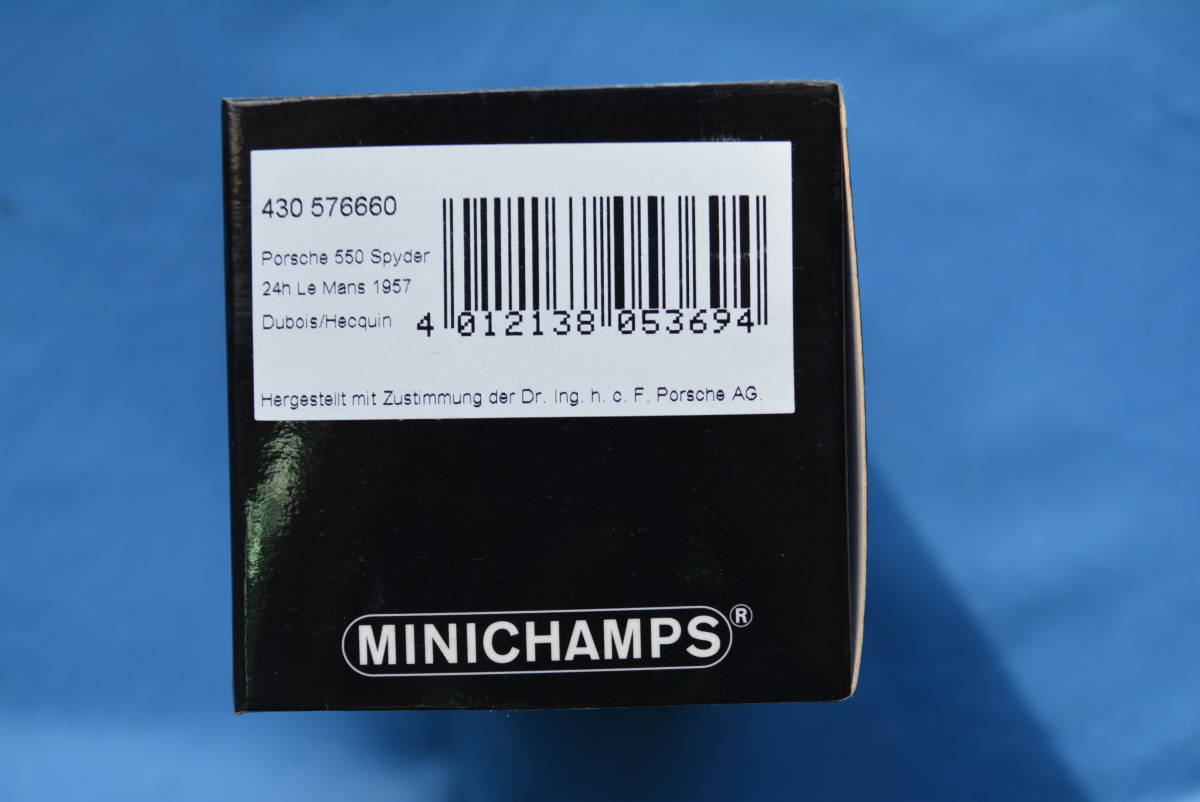 430 576660
Porsche 550 Spyder
24h Le Mans 1957
Dubois/Hecquin
4 012138 053694
Hergestellt mit Zustimmung der Dr. Ing. h. c. F. Porsche AG.
MINICHAMPS®